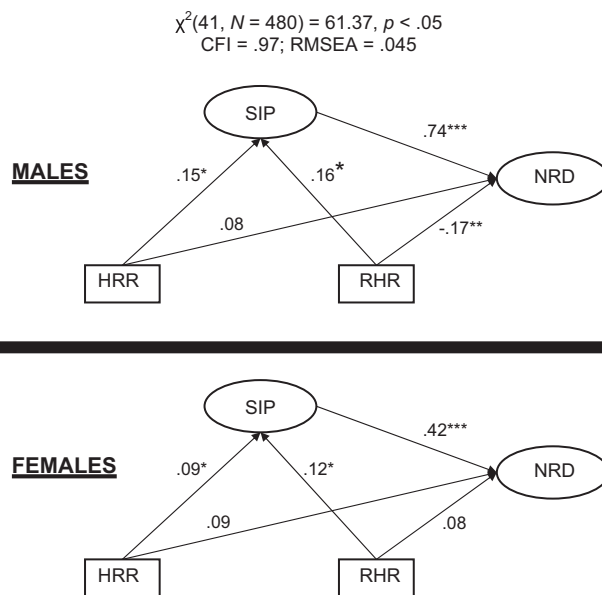 χ²(41, N = 480) = 61.37, p < .05
CFI = .97; RMSEA = .045
SIP
.74***
MALES
.15*
.16*
NRD
.08
-.17**
HRR
RHR
SIP
.42***
FEMALES
.09*
.12*
NRD
.09
.08
HRR
RHR